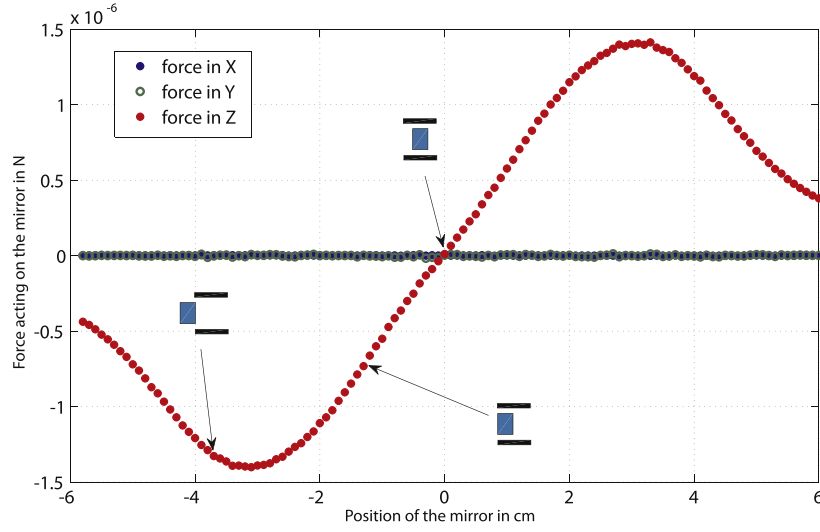 x 10 -6
1.5
1
0.5
0
-0.5
-1
-1.5
Force acting on the mirror in N
force in X
force in Y
force in Z
-6 -4 -2 0 2 4 6
Position of the mirror in cm